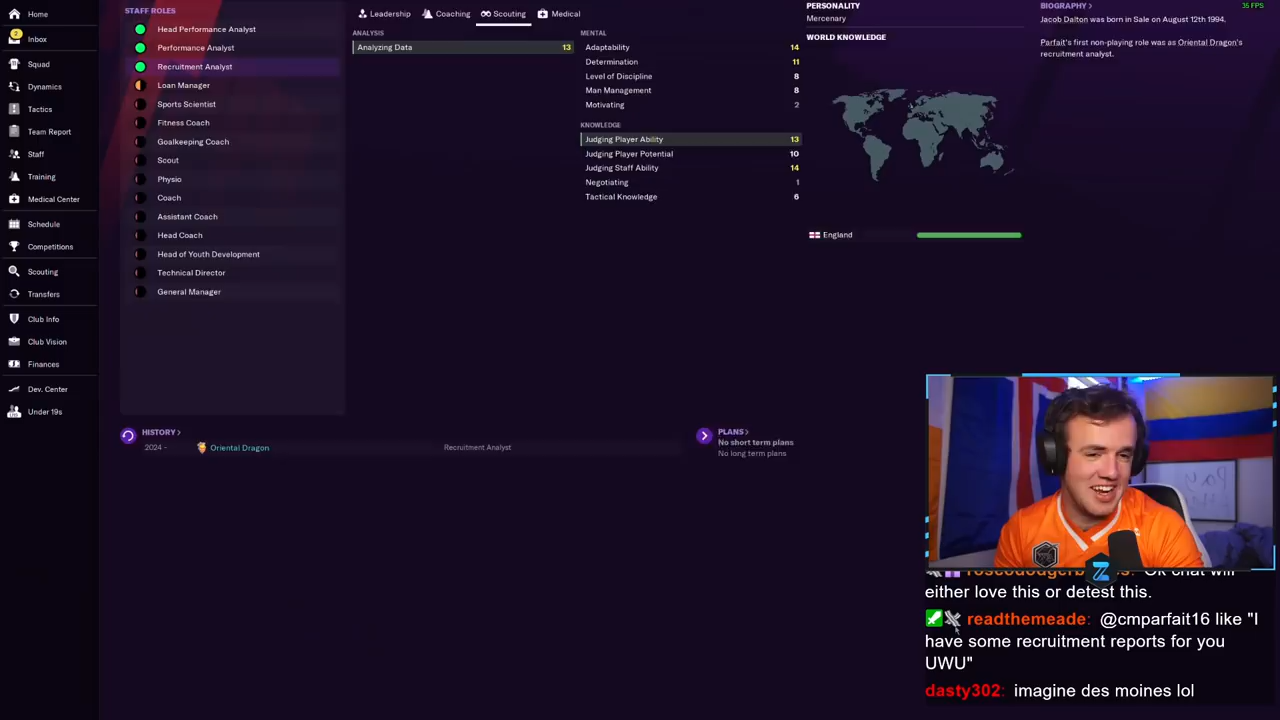 Home
2
Inbox
Squad
Dynamics
Tactics
Team Report
Staff
Training
Medical Center
Schedule
Competitions
Scouting
Transfers
Club Info
Club Vision
Finances
Dev. Center
Under 19s
STAFF ROLES
Head Performance Analyst
Performance Analyst
Recruitment Analyst
Loan Manager
Sports Scientist
Fitness Coach
Goalkeeping Coach
Scout
Physio
Coach
Assistant Coach
Head Coach
Head of Youth Development
Technical Director
General Manager
Leadership Coaching Scouting Medical
ANALYSIS
Analyzing Data 13
MENTAL
Adaptability 14
Determination 11
Level of Discipline 8
Man Management 8
Motivating 2
KNOWLEDGE
Judging Player Ability 13
Judging Player Potential 10
Judging Staff Ability 14
Negotiating 1
Tactical Knowledge 6
PERSONALITY
Mercenary
WORLD KNOWLEDGE
England
BIOGRAPHY >
Jacob Dalton was born in Sale on August 12th 1994.
Parfait's first non-playing role was as Oriental Dragon's
recruitment analyst.
HISTORY >
2024 - Oriental Dragon Recruitment Analyst
PLANS >
No short term plans
No long term plans
either love this or detest this.
readthemeade: @cmparfait16 like "I
have some recruitment reports for you
UWU"
dasty302: imagine des moines lol